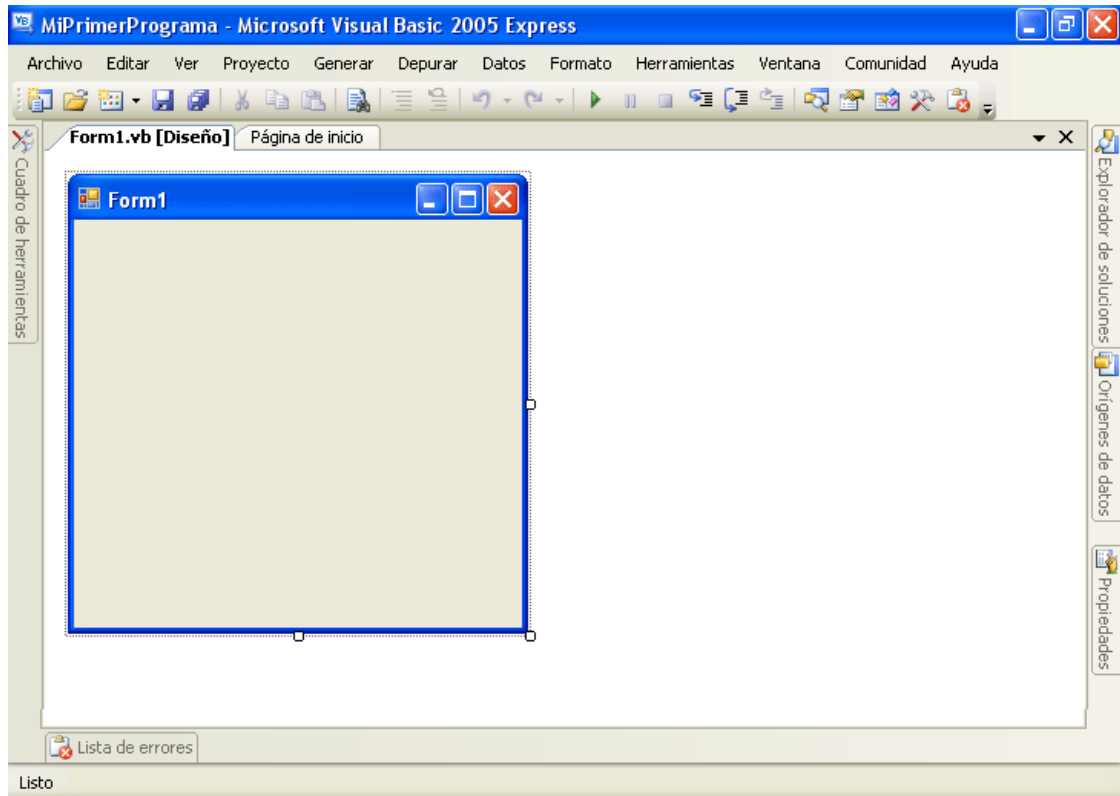 MiPrimerPrograma - Microsoft Visual Basic 2005 Express
Archivo Editar Ver Proyecto Generar Depurar Datos Formato Herramientas Ventana Comunidad Ayuda
Form1.vb [Diseño] Página de inicio
Cuadro de herramientas
Form1
Explorador de soluciones
Orígenes de datos
Propiedades
Lista de errores
Listo